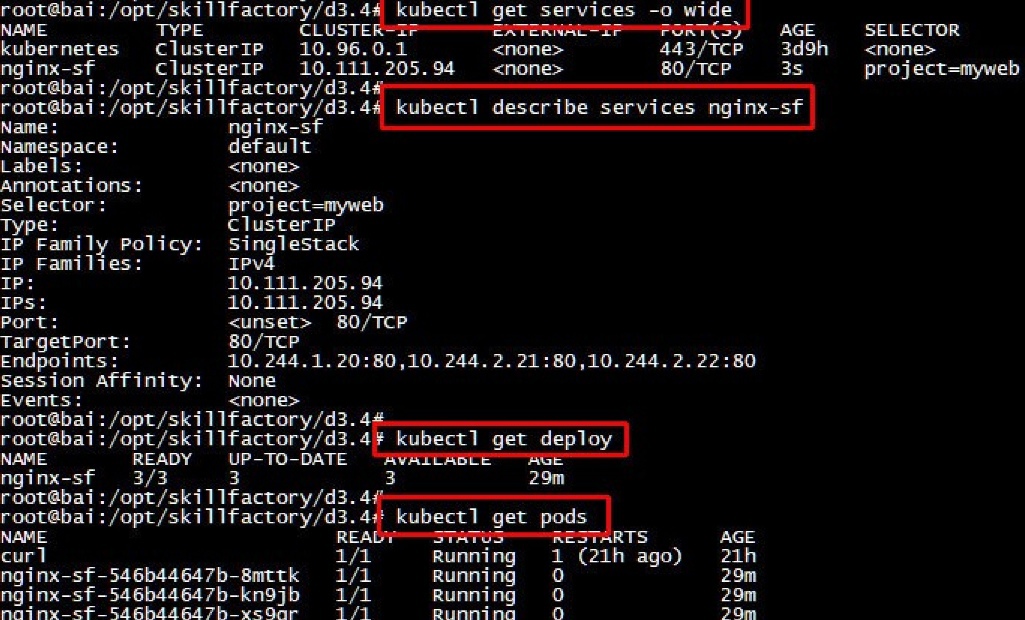 root@bai:/opt/skillfactory/d3.4# kubectl get services -o wide
NAME TYPE CLUSTER-IP EXTERNAL-IP PORT(S) AGE SELECTOR
kubernetes ClusterIP 10.96.0.1 <none> 443/TCP 3d9h <none>
nginx-sf ClusterIP 10.111.205.94 <none> 80/TCP 3s project=myweb
root@bai:/opt/skillfactory/d3.4#
root@bai:/opt/skillfactory/d3.4# kubectl describe services nginx-sf
Name: nginx-sf
Namespace: default
Labels: <none>
Annotations: <none>
Selector: project=myweb
Type: ClusterIP
IP Family Policy: SingleStack
IP Families: IPv4
IP: 10.111.205.94
IPs: 10.111.205.94
Port: <unset> 80/TCP
TargetPort: 80/TCP
Endpoints: 10.244.1.20:80,10.244.2.21:80,10.244.2.22:80
Session Affinity: None
Events: <none>
root@bai:/opt/skillfactory/d3.4#
root@bai:/opt/skillfactory/d3.4# kubectl get deploy
NAME READY UP-TO-DATE AVAILABLE AGE
nginx-sf 3/3 3 3 29m
root@bai:/opt/skillfactory/d3.4#
root@bai:/opt/skillfactory/d3.4# kubectl get pods
NAME READY STATUS RESTARTS AGE
curl 1/1 Running 1 (21h ago) 21h
nginx-sf-546b44647b-8mttk 1/1 Running 0 29m
nginx-sf-546b44647b-kn9jb 1/1 Running 0 29m
nginx-sf-546b44647b-xs9gr 1/1 Running 0 29m